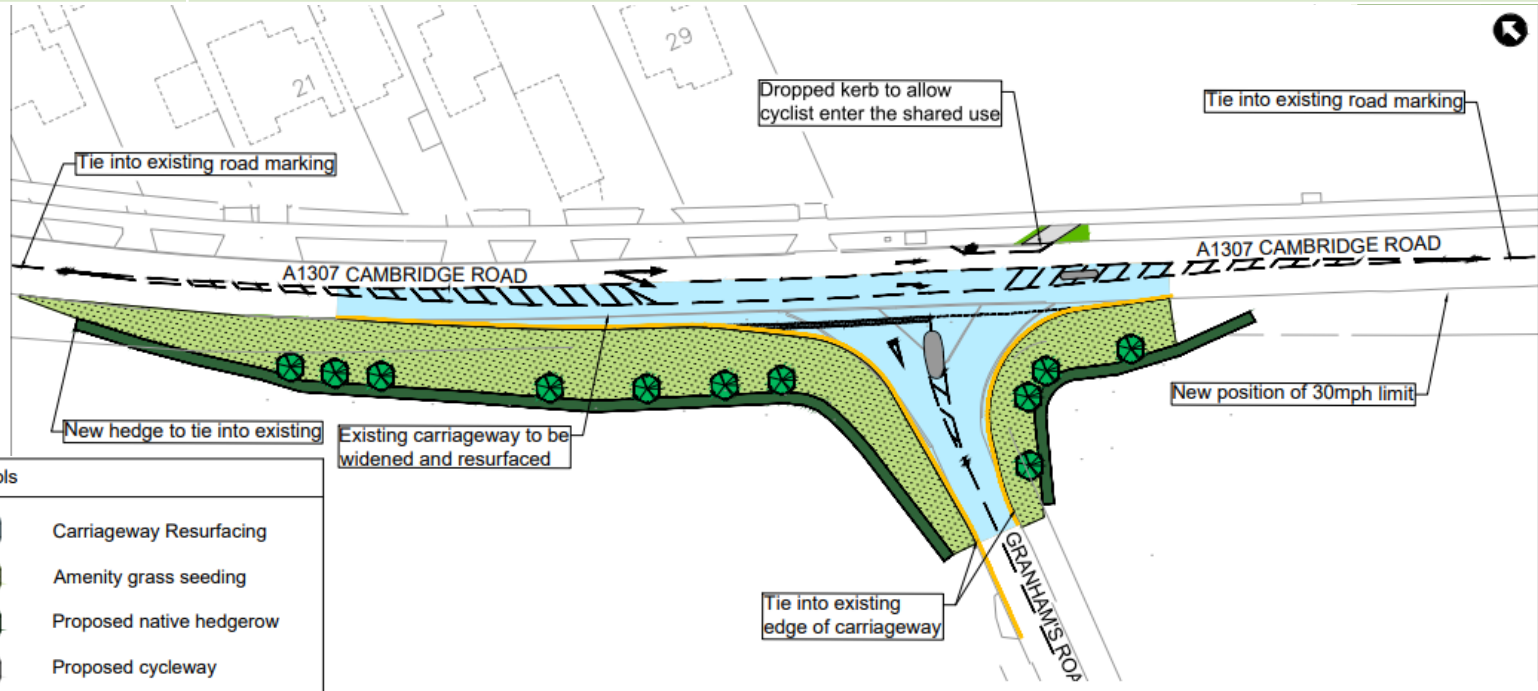 29
21
Dropped kerb to allow
cyclist enter the shared use
Tie into existing road marking
Tie into existing road marking
A1307 CAMBRIDGE ROAD
A1307 CAMBRIDGE ROAD
New position of 30mph limit
New hedge to tie into existing
Existing carriageway to be
widened and resurfaced
ols
Carriageway Resurfacing
Amenity grass seeding
Proposed native hedgerow
Proposed cycleway
Tie into existing
edge of carriageway
GRANHAM'S ROA